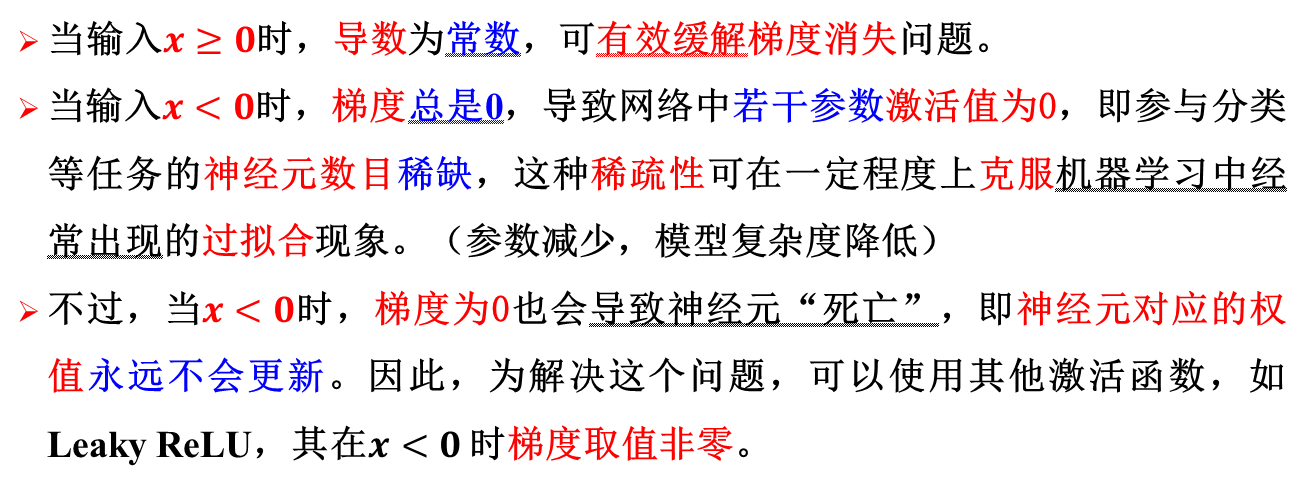 ➢ 当输入x ≥ 0时，导数为常数，可有效缓解梯度消失问题。
➢ 当输入x < 0时，梯度总是0，导致网络中若干参数激活值为0，即参与分类
等任务的神经元数目稀缺，这种稀疏性可在一定程度上克服机器学习中经
常出现的过拟合现象。（参数减少，模型复杂度降低）
➢ 不过，当x < 0时，梯度为0也会导致神经元“死�”，即神经元对应的权
值永远不会更新。因此，为解决这个问题，可以使用其他激活函数，如
Leaky ReLU，其在x < 0 时梯度取值非零。